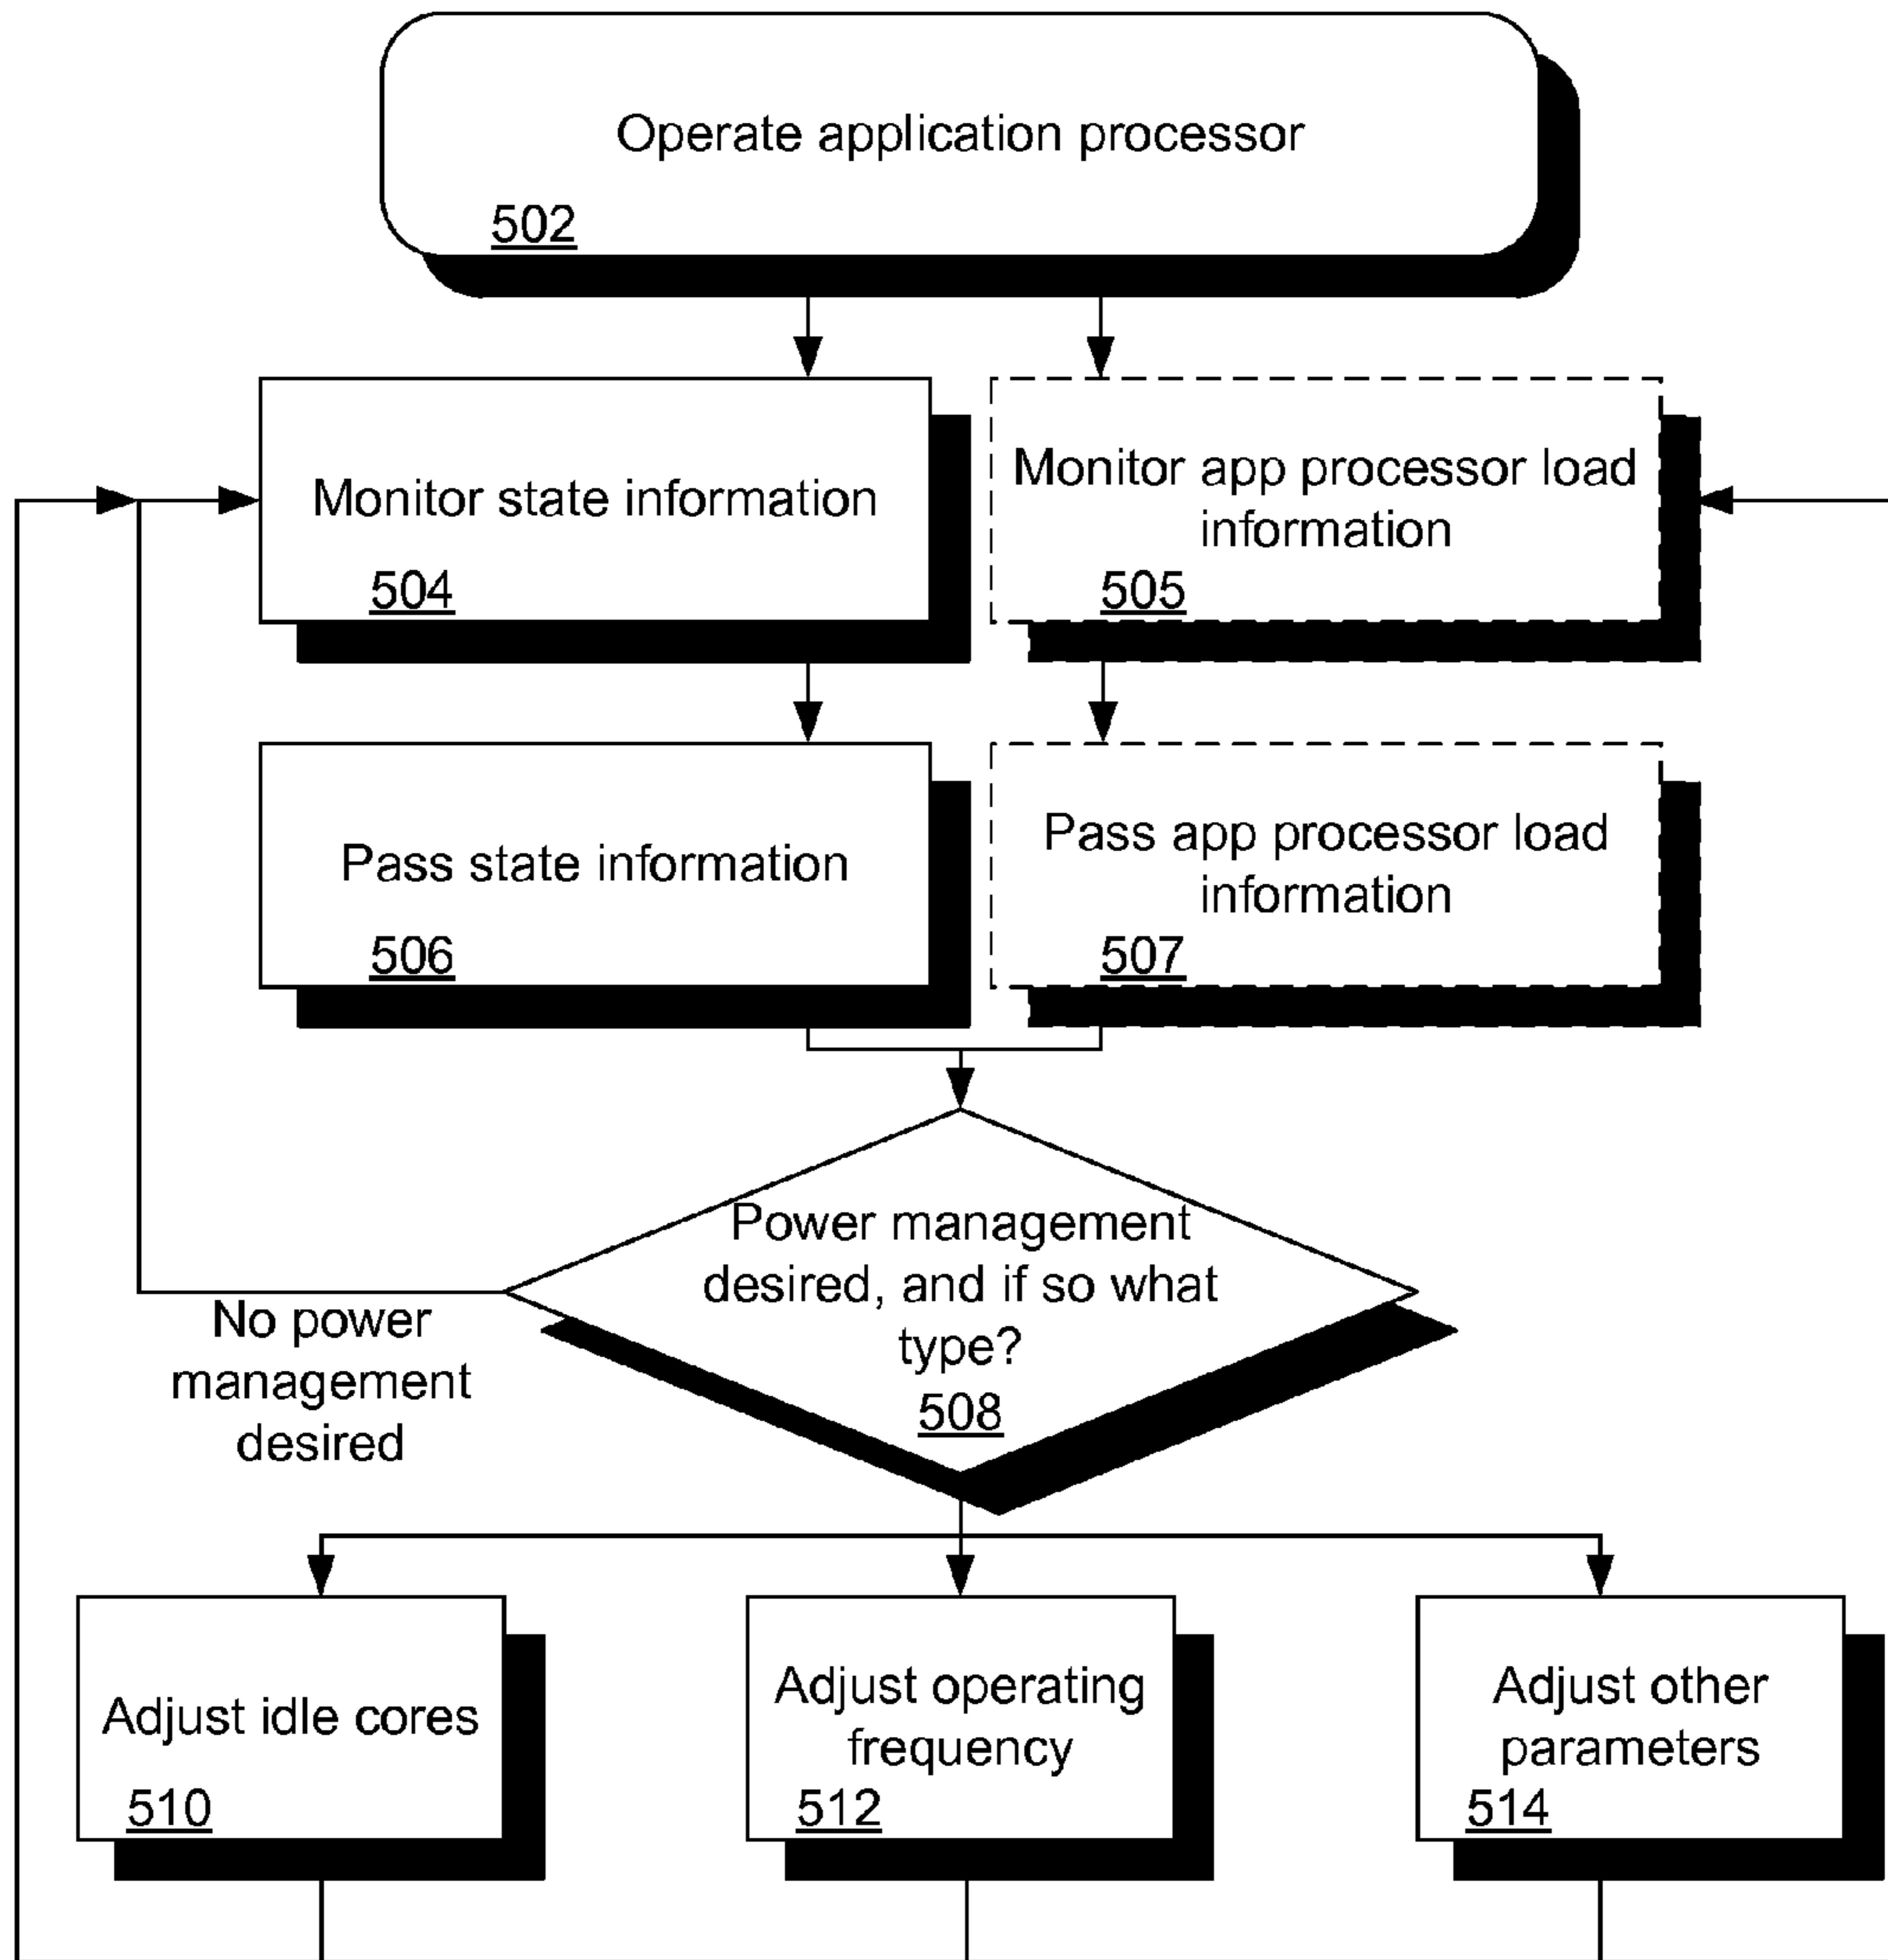 Operate application processor
502
Monitor state information
504
Monitor app processor load
information
505
Pass state information
506
Pass app processor load
information
507
Power management
desired, and if so what
type?
508
No power
management
desired
Adjust idle cores
510
Adjust operating
frequency
512
Adjust other
parameters
514